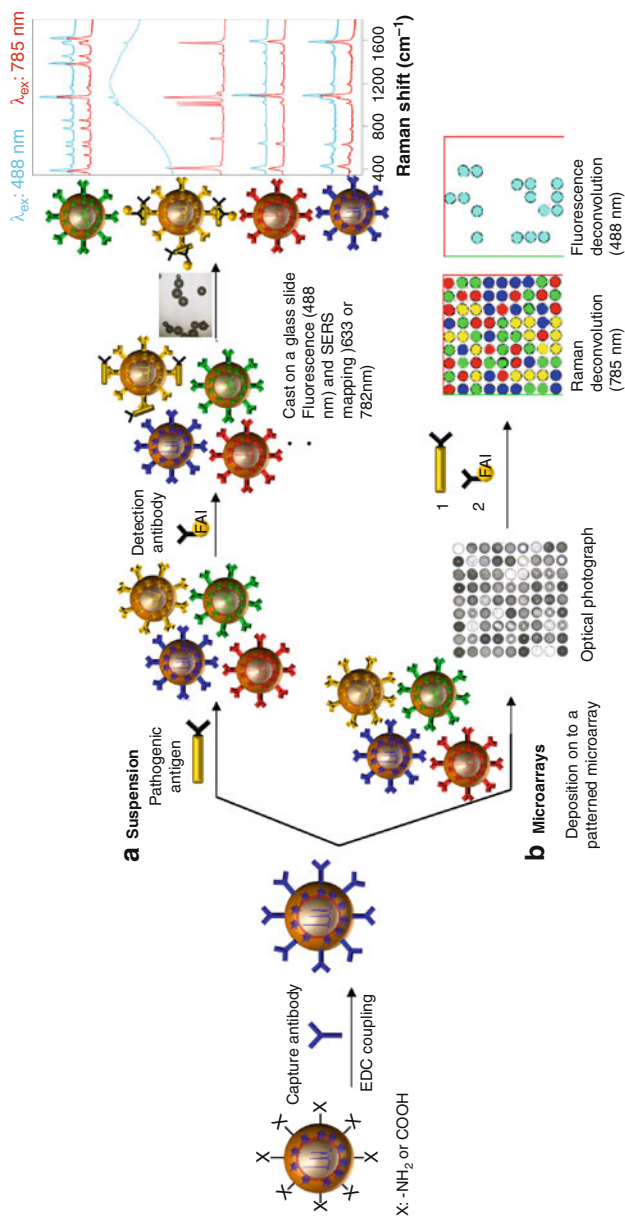 X
X
X
X
X
X
X
X
X: -NH₂ or COOH
Capture antibody
EDC coupling
a Suspension
Pathogenic
antigen
Detection
antibody
FAI
Cast on a glass slide
Fluorescence (488
nm) and SERS
mapping )633 or
782nm)
λex: 488 nm λex: 785 nm
400 800 1200 1600
Raman shift (cm⁻¹)
b Microarrays
Deposition on to a
patterned microarray
Optical photograph
1
2
FAI
Raman
deconvolution
(785 nm)
Fluorescence
deconvolution
(488 nm)